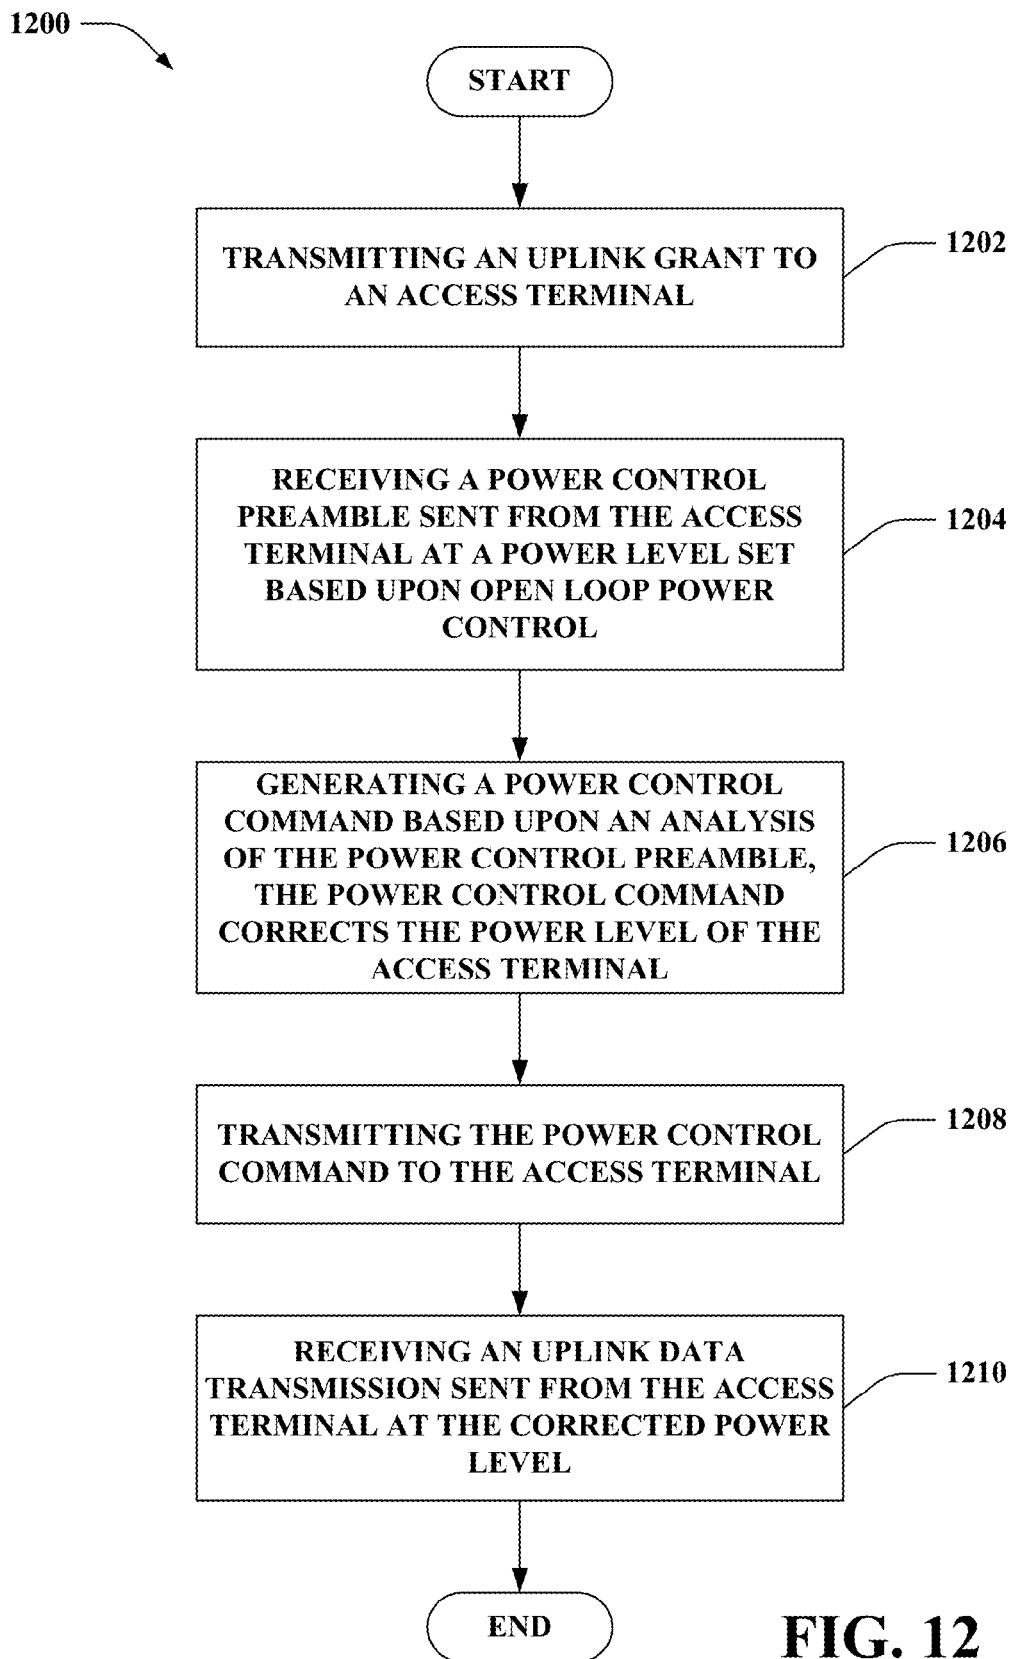 1200
START
TRANSMITTING AN UPLINK GRANT TO
AN ACCESS TERMINAL
1202
RECEIVING A POWER CONTROL
PREAMBLE SENT FROM THE ACCESS
TERMINAL AT A POWER LEVEL SET
BASED UPON OPEN LOOP POWER
CONTROL
1204
GENERATING A POWER CONTROL
COMMAND BASED UPON AN ANALYSIS
OF THE POWER CONTROL PREAMBLE,
THE POWER CONTROL COMMAND
CORRECTS THE POWER LEVEL OF THE
ACCESS TERMINAL
1206
TRANSMITTING THE POWER CONTROL
COMMAND TO THE ACCESS TERMINAL
1208
RECEIVING AN UPLINK DATA
TRANSMISSION SENT FROM THE ACCESS
TERMINAL AT THE CORRECTED POWER
LEVEL
1210
END
FIG. 12